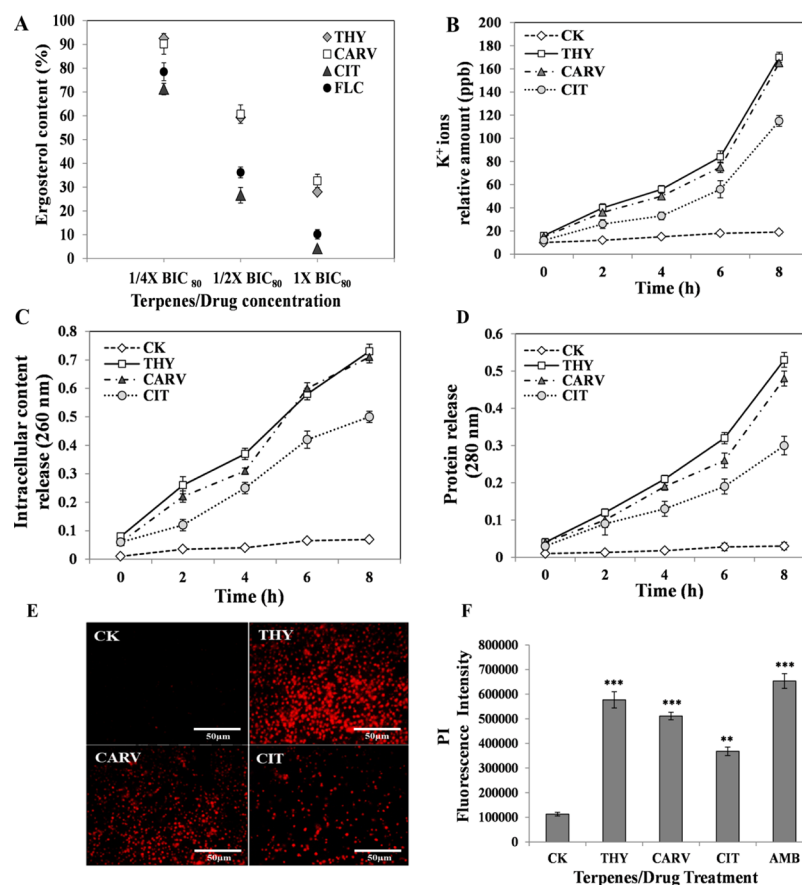 A
Ergosterol content (%)
100
90
80
70
60
50
40
30
20
10
0
THY
CARV
CIT
FLC
1/4X BIC80 1/2X BIC80 1X BIC80
Terpenes/Drug concentration
B
K+ ions
relative amount (ppb)
200
180
160
140
120
100
80
60
40
20
0
CK
THY
CARV
CIT
0 2 4 6 8
Time (h)
C
Intracellular content
release (260 nm)
0.8
0.7
0.6
0.5
0.4
0.3
0.2
0.1
0
CK
THY
CARV
CIT
0 2 4 6 8
Time (h)
D
Protein release
(280 nm)
0.6
0.5
0.4
0.3
0.2
0.1
0
CK
THY
CARV
CIT
0 2 4 6 8
Time (h)
E
CK
50μm
THY
50μm
CARV
50μm
CIT
50μm
F
PI
Fluorescence Intensity
800000
700000
600000
500000
400000
300000
200000
100000
0
***
***
**
***
CK THY CARV CIT AMB
Terpenes/Drug Treatment